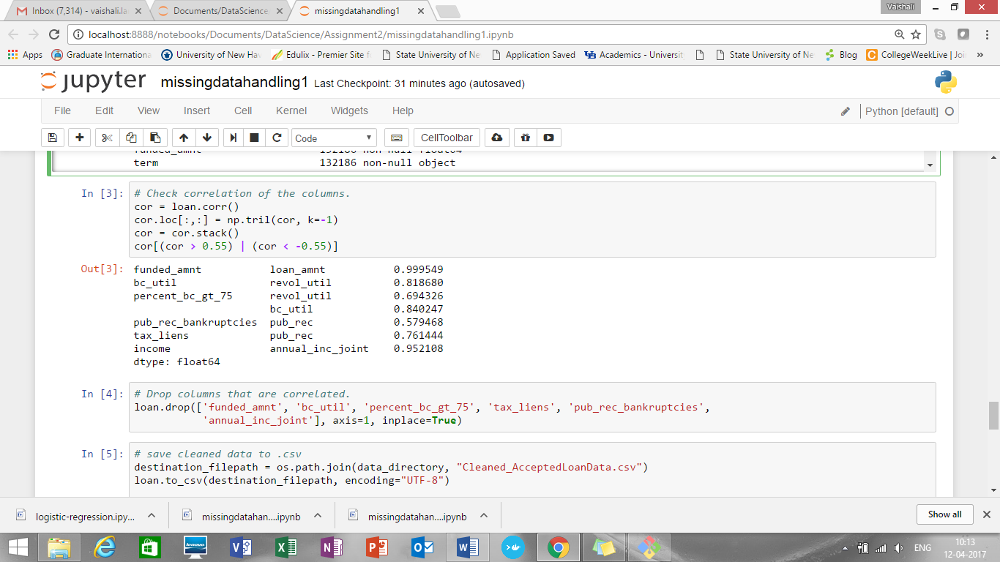 Inbox (7,314) - vaishali.la
Documents/DataScience/
missingdatahandling1
Vaishali
localhost:8888/notebooks/Documents/DataScience/Assignment2/missingdatahandling1.ipynb
Apps
Graduate Internationa
University of New Hav
Edulix - Premier Site f
State University of Ne
Application Saved
Academics - Universit
State University of Ne
Blog
CollegeWeekLive | Joi
»
jupyter missingdatahandling1 Last Checkpoint: 31 minutes ago (autosaved)
File Edit View Insert Cell Kernel Widgets Help
Python [default]
Code
CellToolbar
funded_amnt 132186 non-null float64
term 132186 non-null object
In [3]: # Check correlation of the columns.
cor = loan.corr()
cor.loc[:,:] = np.tril(cor, k=-1)
cor = cor.stack()
cor[(cor > 0.55) | (cor < -0.55)]
Out[3]: funded_amnt loan_amnt 0.999549
bc_util revol_util 0.818680
percent_bc_gt_75 revol_util 0.694326
bc_util 0.840247
pub_rec_bankruptcies pub_rec 0.579468
tax_liens pub_rec 0.761444
income annual_inc_joint 0.952108
dtype: float64
In [4]: # Drop columns that are correlated.
loan.drop(['funded_amnt', 'bc_util', 'percent_bc_gt_75', 'tax_liens', 'pub_rec_bankruptcies',
'annual_inc_joint'], axis=1, inplace=True)
In [5]: # save cleaned data to .csv
destination_filepath = os.path.join(data_directory, "Cleaned_AcceptedLoanData.csv")
loan.to_csv(destination_filepath, encoding="UTF-8")
logistic-regression.ipy...
missingdatahan....ipynb
missingdatahan....ipynb
Show all
lenovo
ENG
10:13
12-04-2017